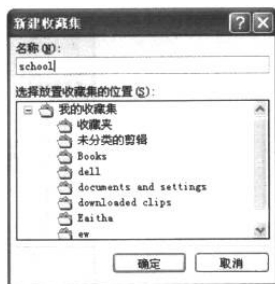 新建收藏集
名称(N):
school
选择放置收藏集的位置(S):
我的收藏集
收藏夹
未分类的剪辑
Books
dell
documents and settings
downloaded clips
Eaitha
ew
确定 取消